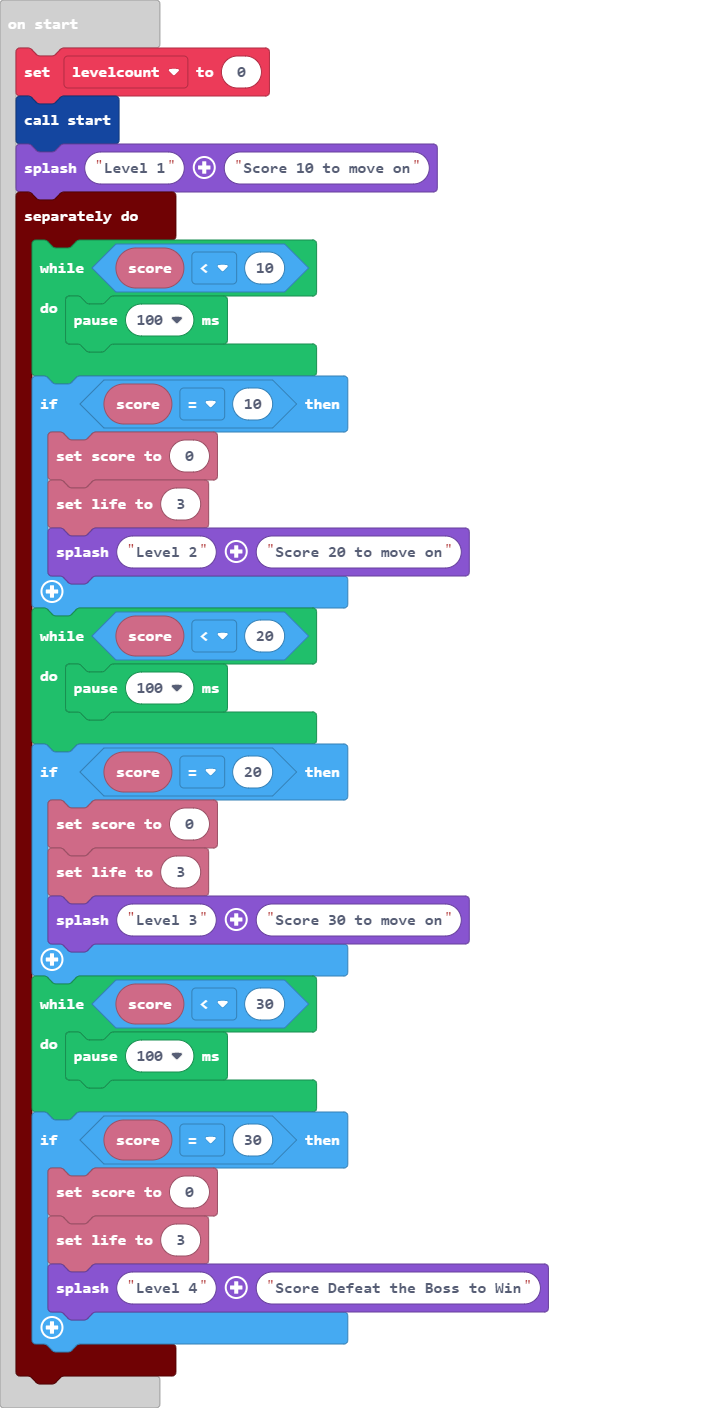 on start
set levelcount to 0
call start
splash "Level 1" "Score 10 to move on"
separately do
while score < 10
do pause 100 ms
if score = 10 then
set score to 0
set life to 3
splash "Level 2" "Score 20 to move on"
while score < 20
do pause 100 ms
if score = 20 then
set score to 0
set life to 3
splash "Level 3" "Score 30 to move on"
while score < 30
do pause 100 ms
if score = 30 then
set score to 0
set life to 3
splash "Level 4" "Score Defeat the Boss to Win"